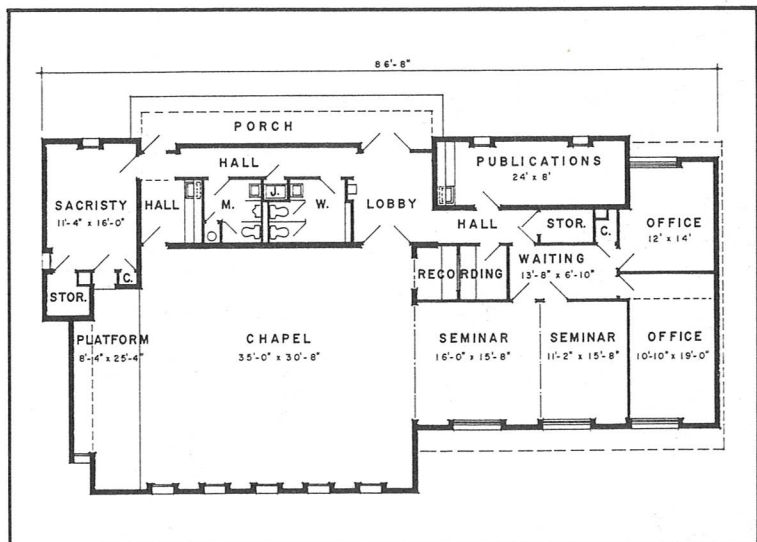 86'-8"
PORCH
HALL
PUBLICATIONS
24' x 8'
SACRISTY
11'-4" x 16'-0"
HALL
M.
J.
W.
LOBBY
HALL
STOR.
C.
OFFICE
12' x 14'
WAITING
13'-8" x 6'-10"
RECORDING
C.
STOR.
PLATFORM
8'-4" x 25'-4"
CHAPEL
35'-0" x 30'-8"
SEMINAR
16'-0" x 15'-8"
SEMINAR
11'-2" x 15'-8"
OFFICE
10'-10" x 19'-0"